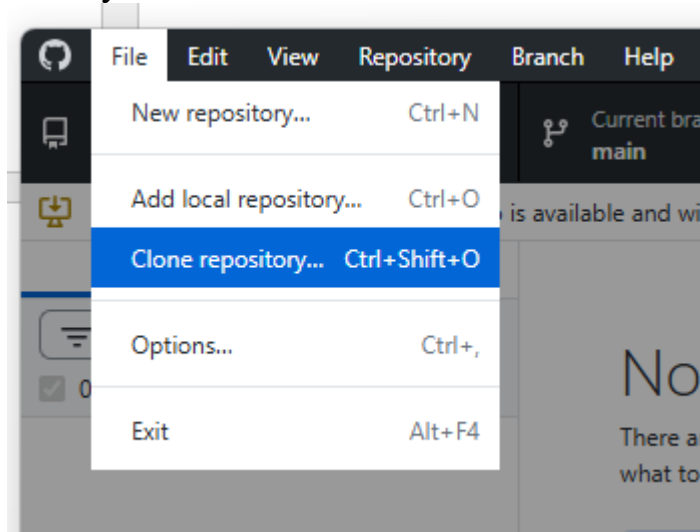 File Edit View Repository Branch Help
New repository... Ctrl+N
Current bra
main
Add local repository... Ctrl+O
is available and wi
Clone repository... Ctrl+Shift+O
Options... Ctrl+,
No
0
Exit Alt+F4
There a
what to